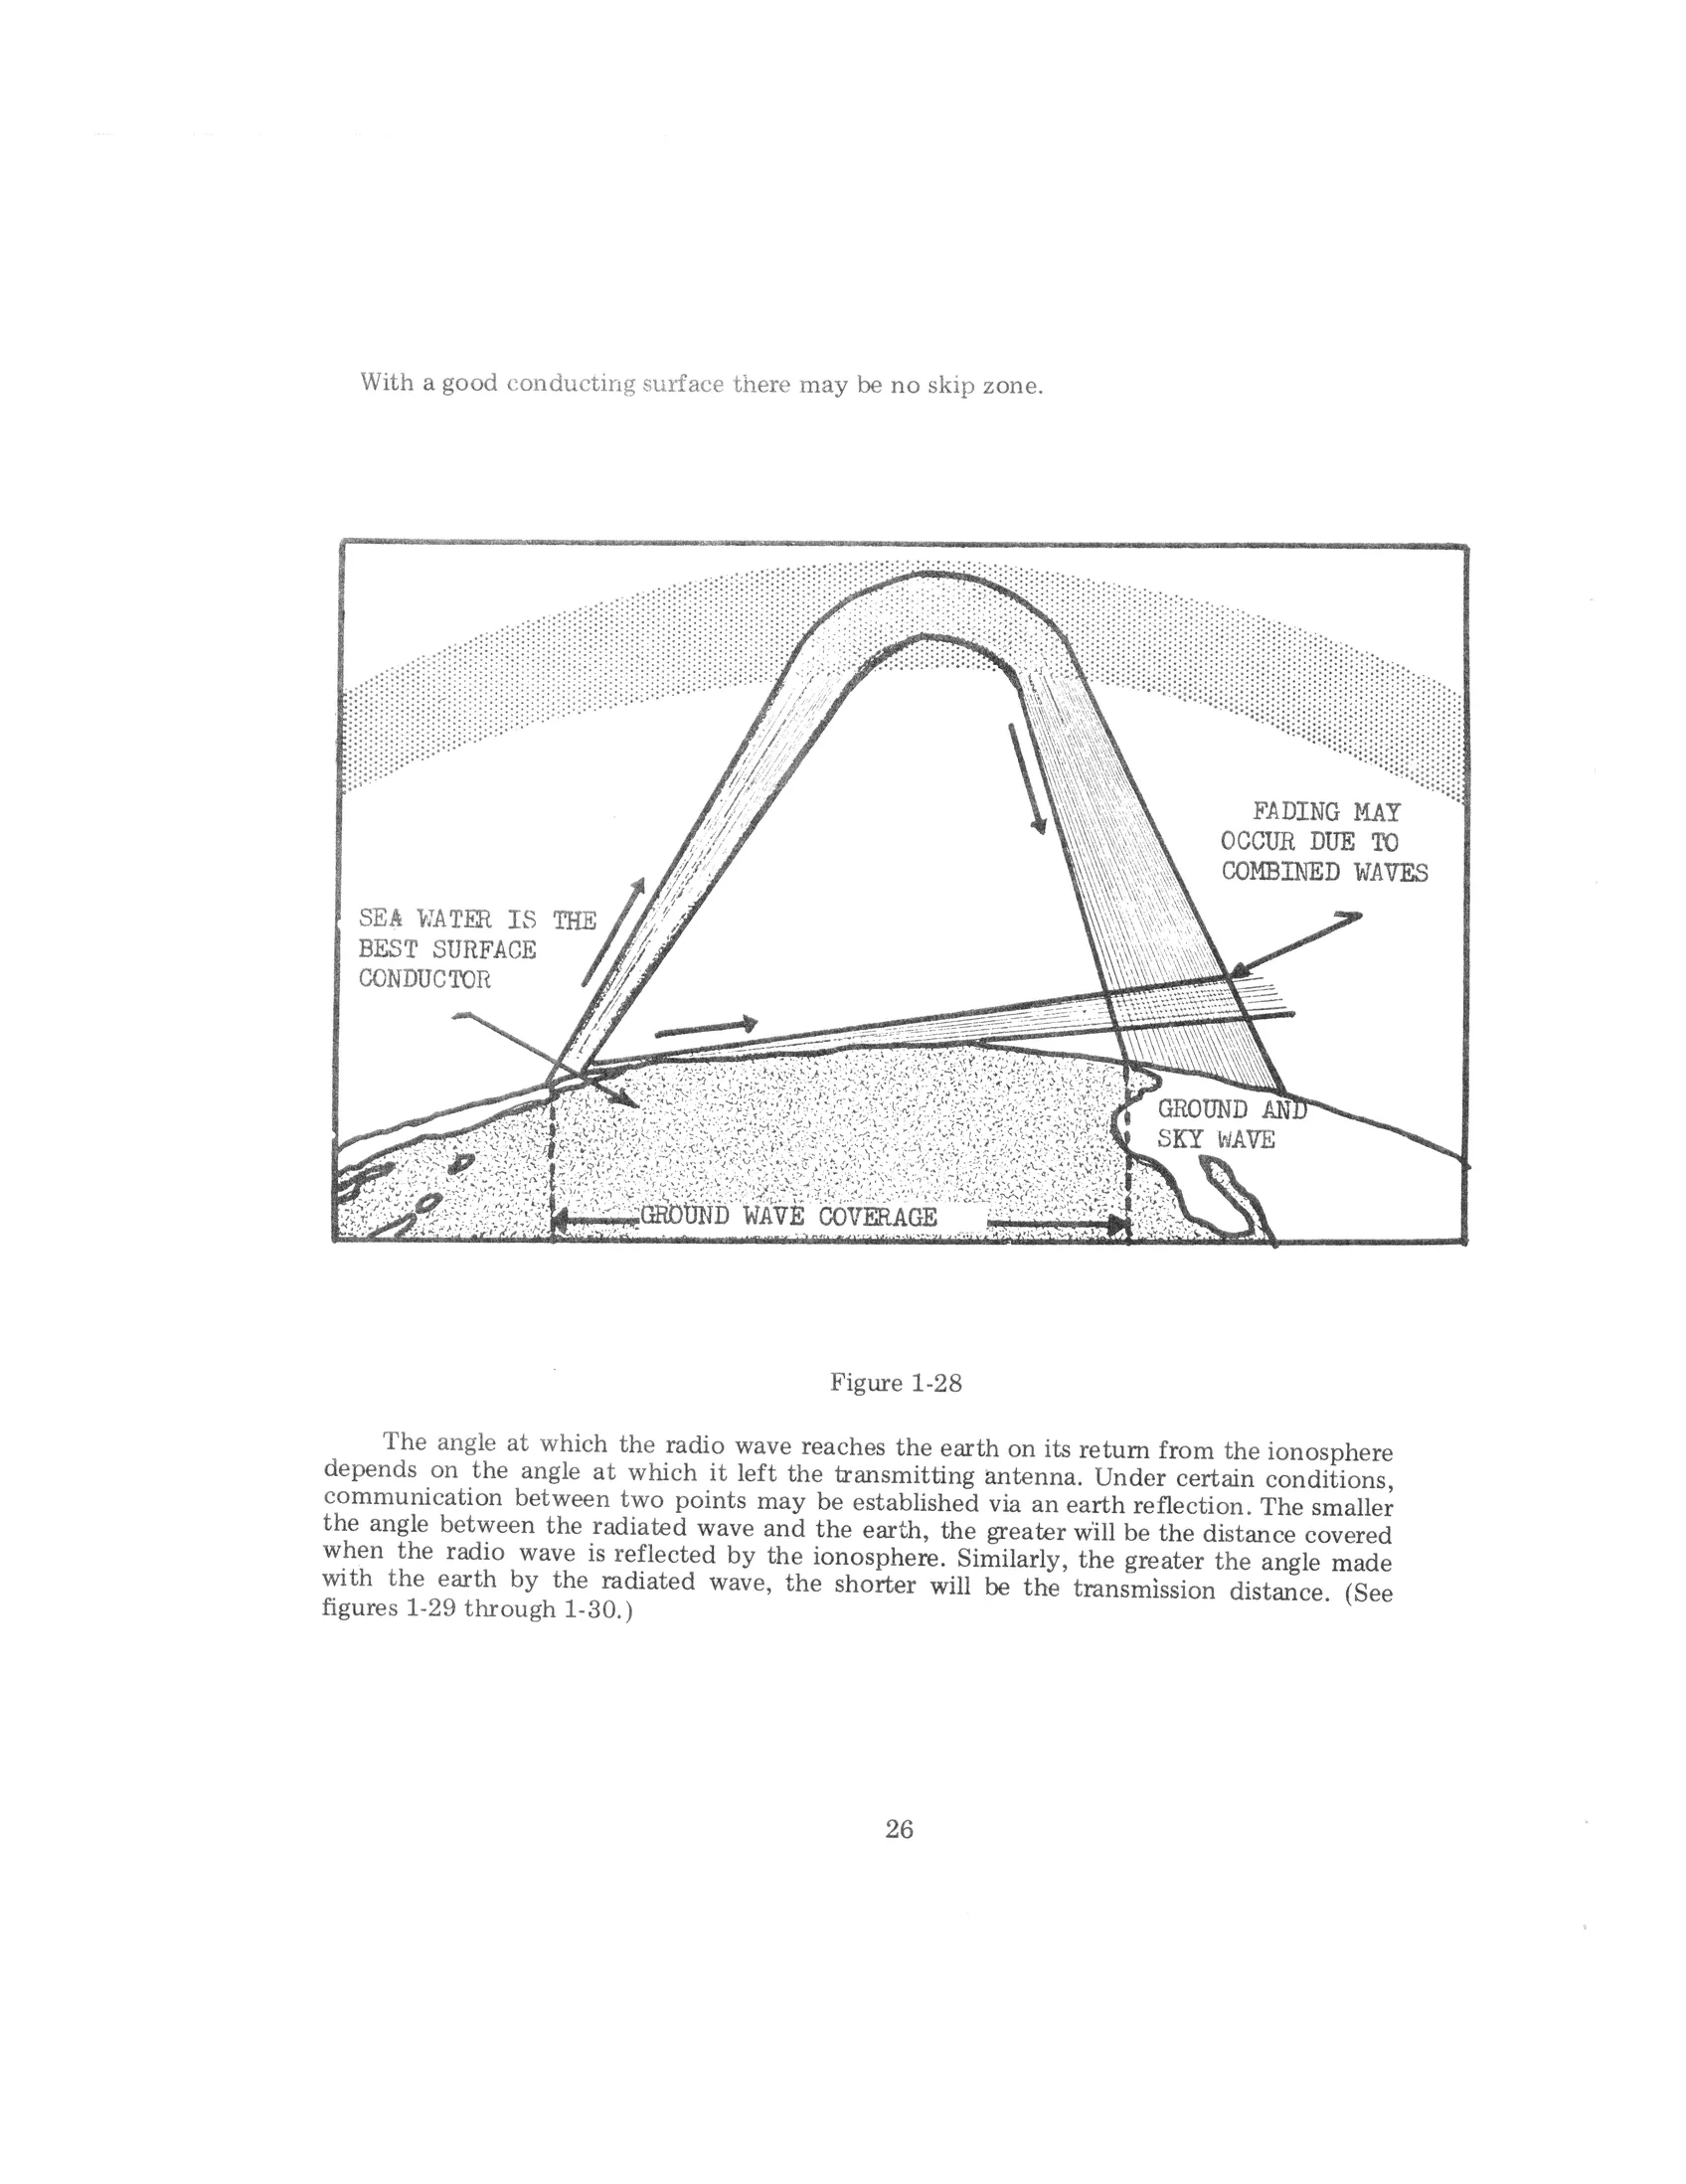 With a good conducting surface there may be no skip zone.
FADING MAY
OCCUR DUE TO
COMBINED WAVES
SEA WATER IS THE
BEST SURFACE
CONDUCTOR
GROUND AND
SKY WAVE
GROUND WAVE COVERAGE
Figure 1-28
The angle at which the radio wave reaches the earth on its return from the ionosphere
depends on the angle at which it left the transmitting antenna. Under certain conditions,
communication between two points may be established via an earth reflection. The smaller
the angle between the radiated wave and the earth, the greater will be the distance covered
when the radio wave is reflected by the ionosphere. Similarly, the greater the angle made
with the earth by the radiated wave, the shorter will be the transmission distance. (See
figures 1-29 through 1-30.)
26